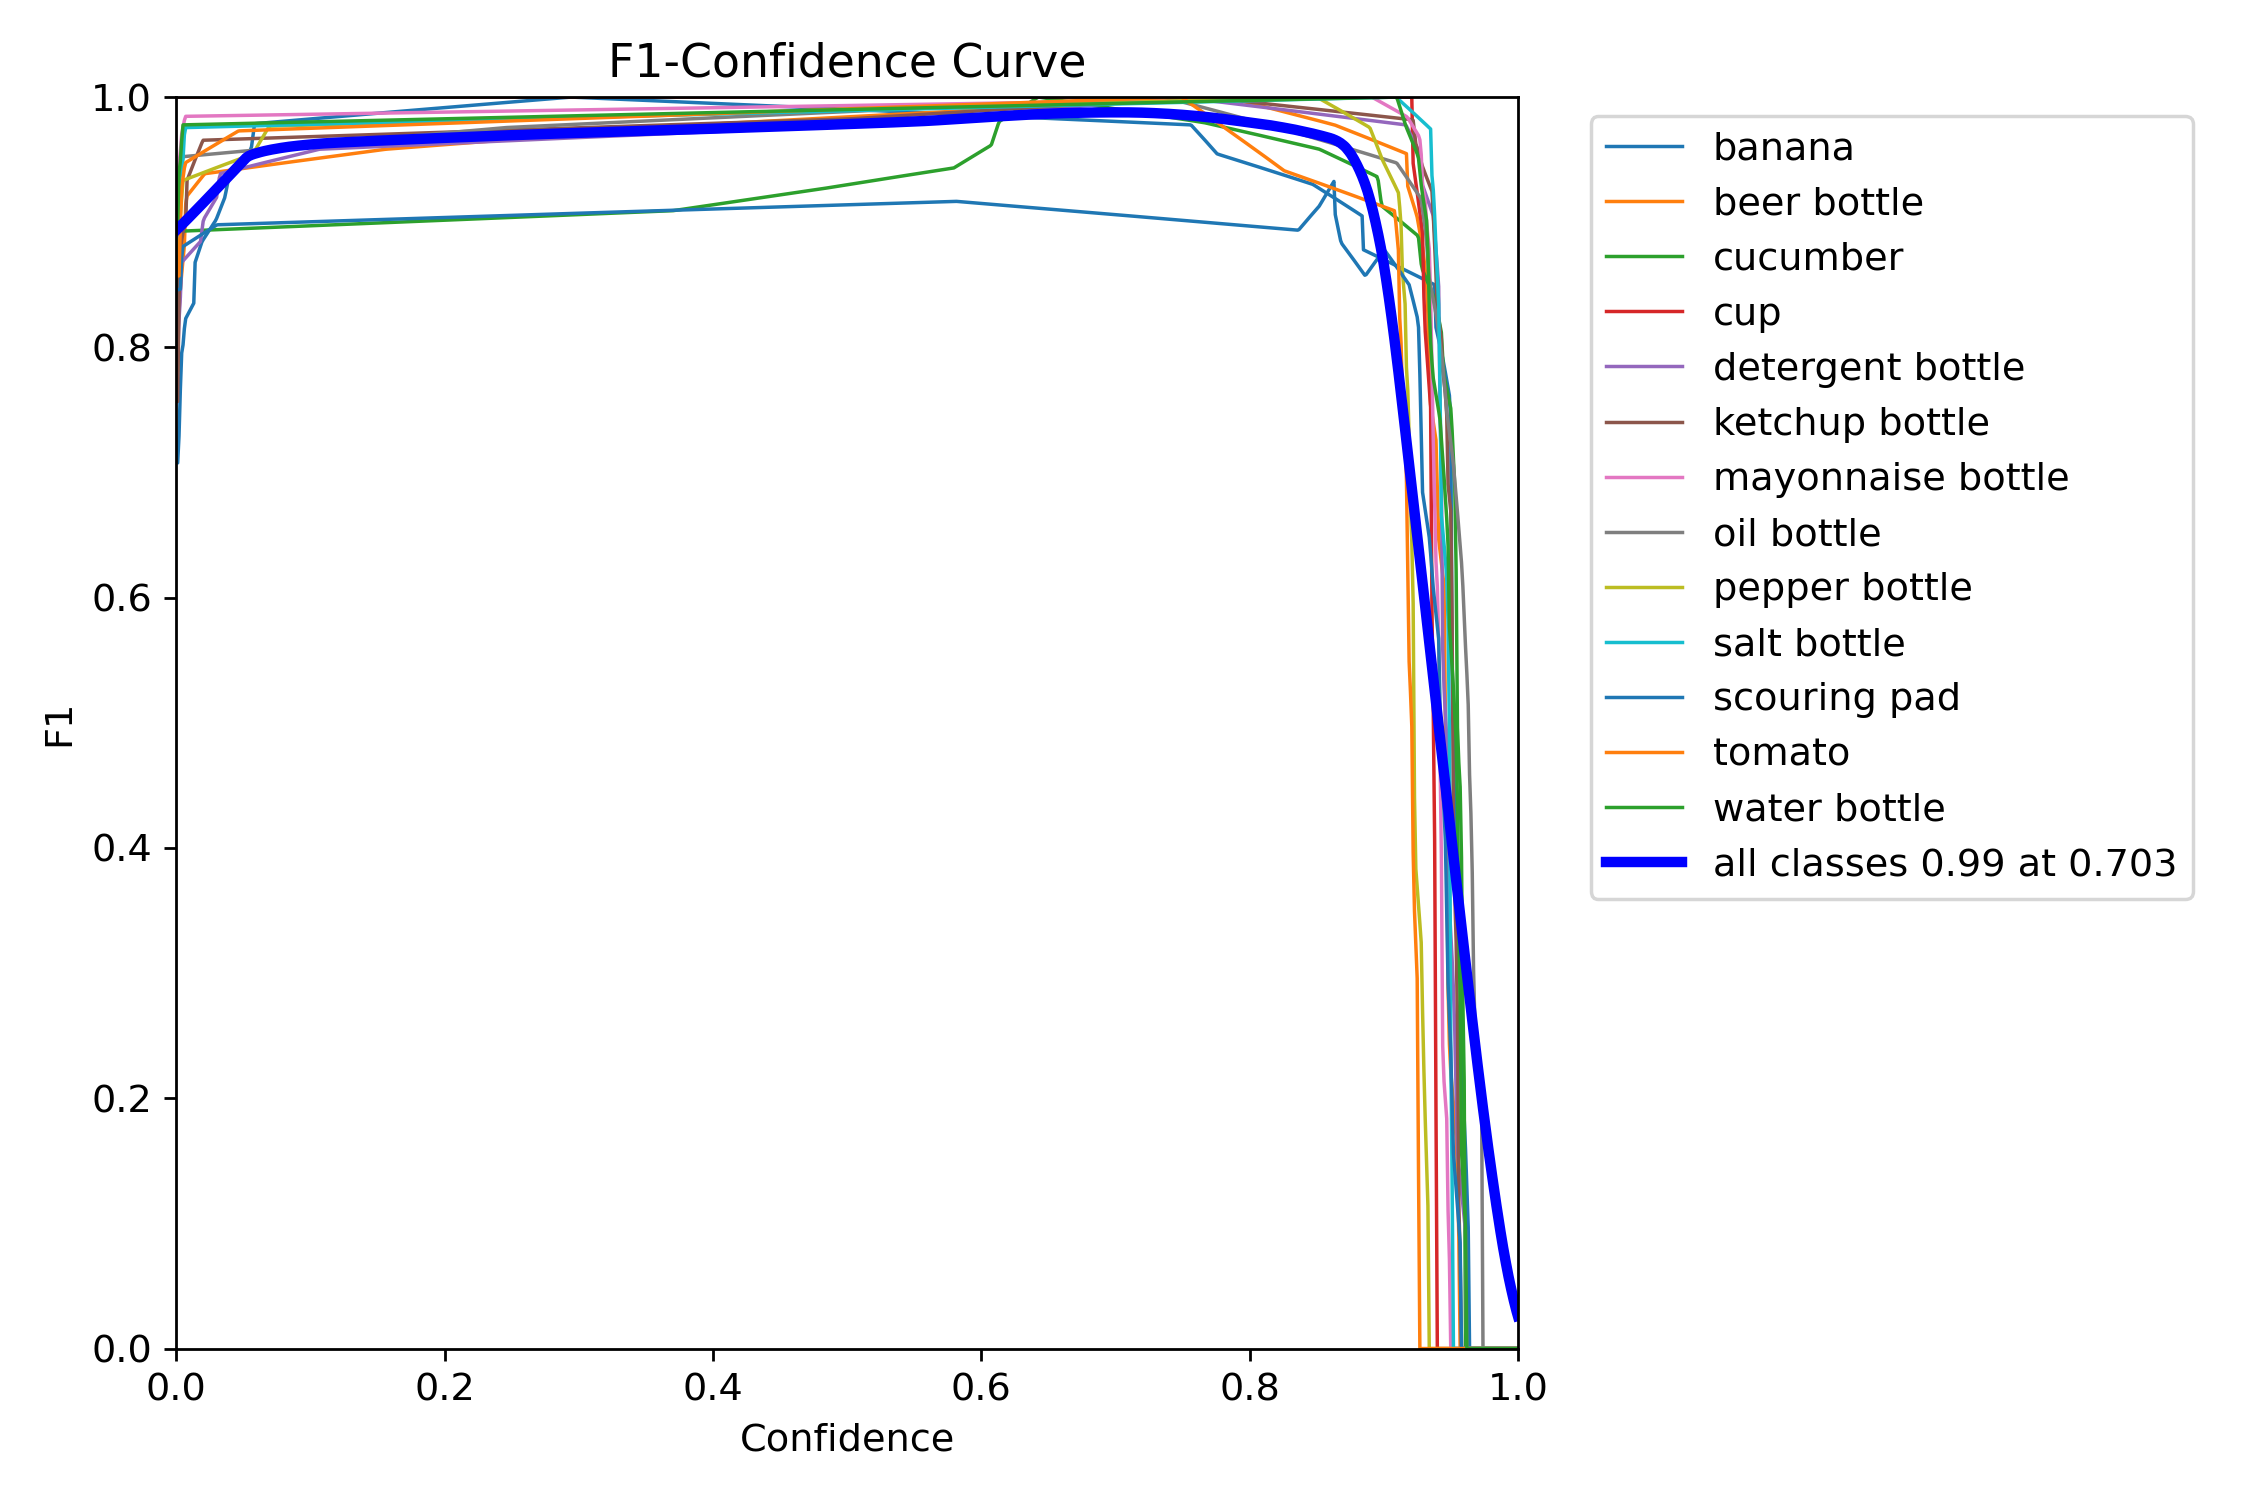 F1-Confidence Curve
1.0
0.8
0.6
0.4
0.2
0.0
F1
0.0 0.2 0.4 0.6 0.8 1.0
Confidence
banana
beer bottle
cucumber
cup
detergent bottle
ketchup bottle
mayonnaise bottle
oil bottle
pepper bottle
salt bottle
scouring pad
tomato
water bottle
all classes 0.99 at 0.703